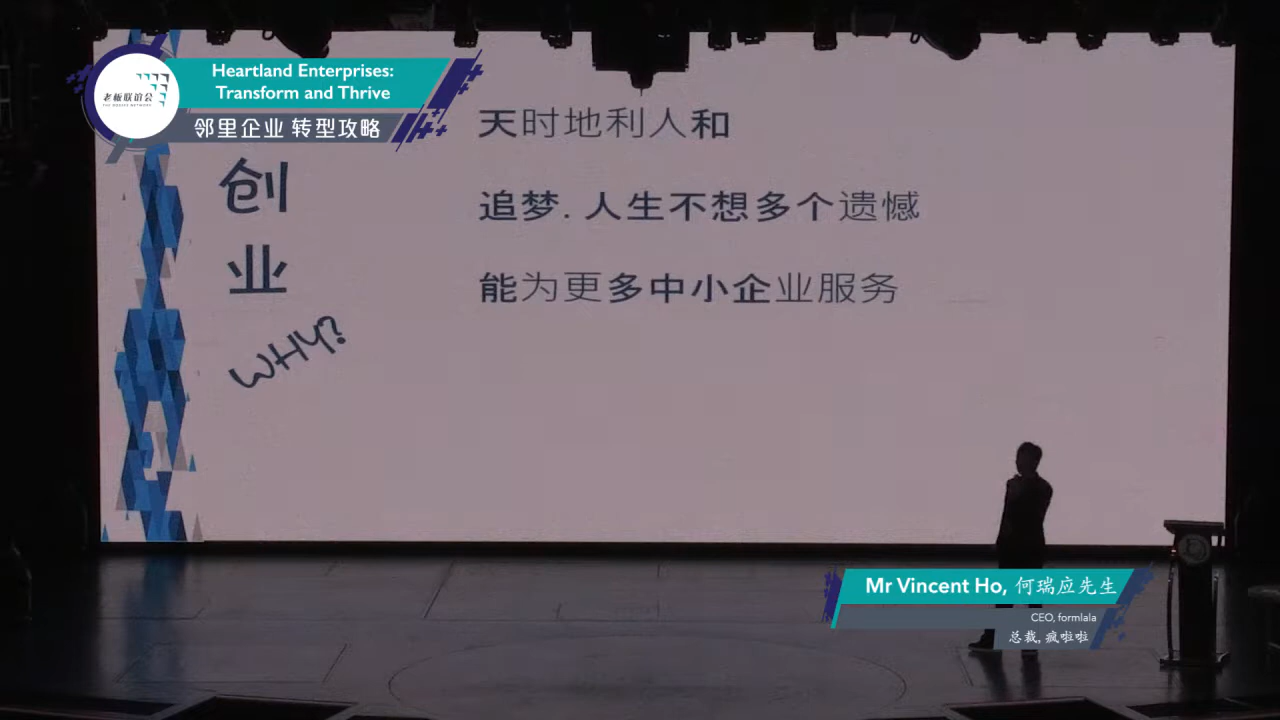 Heartland Enterprises:
Transform and Thrive
老板联谊会
THE BOSSES NETWORK
邻里企业 转型攻略
创
业
WHY?
天时地利人和
追梦. 人生不想多个遗憾
能为更多中小企业服务
Mr Vincent Ho, 何瑞应先生
CEO, formlala
总裁, 疯啦啦